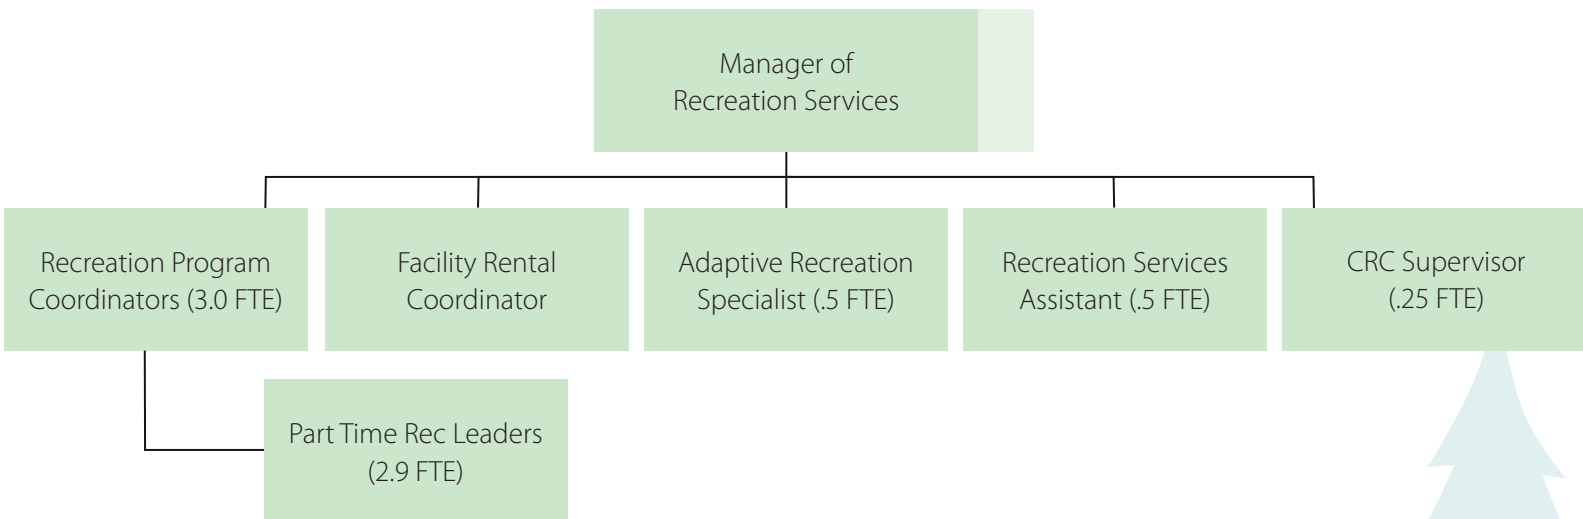 Manager of
Recreation Services
Recreation Program
Coordinators (3.0 FTE)
Facility Rental
Coordinator
Adaptive Recreation
Specialist (.5 FTE)
Recreation Services
Assistant (.5 FTE)
CRC Supervisor
(.25 FTE)
Part Time Rec Leaders
(2.9 FTE)